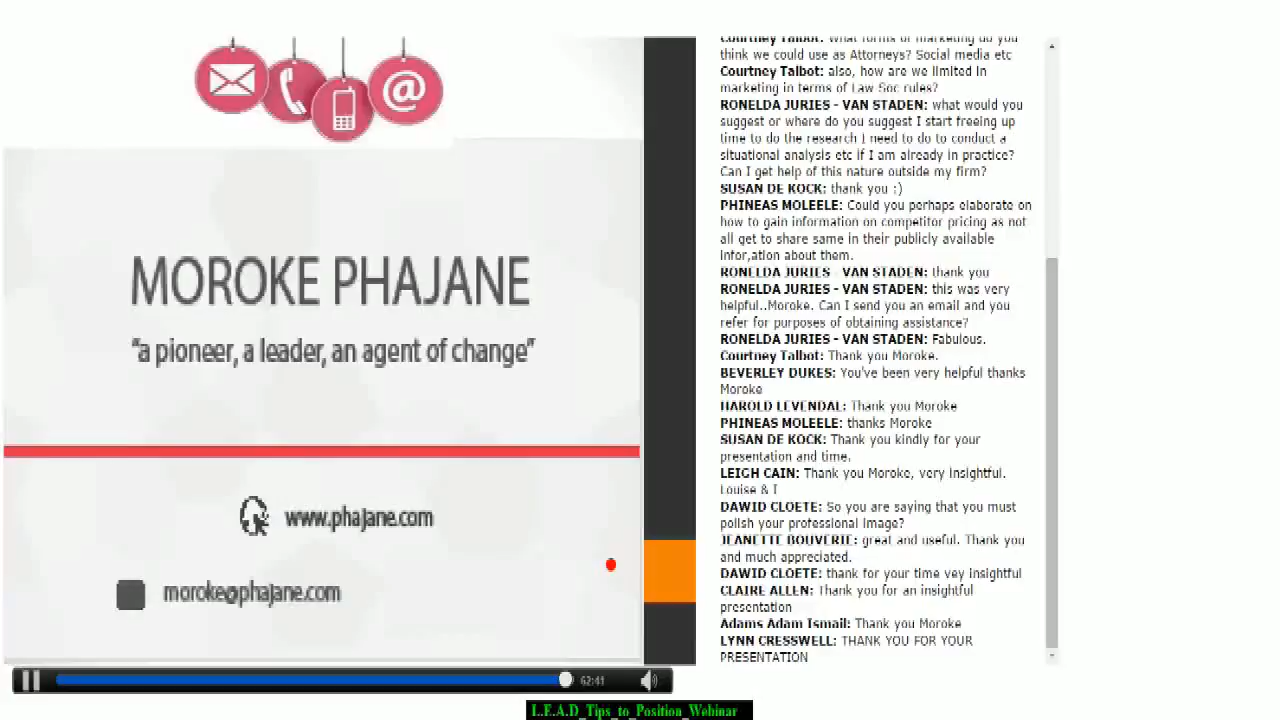 MOROKE PHAJANE
"a pioneer, a leader, an agent of change"
www.phajane.com
moroke@phajane.com
62:41
Courtney Talbot: What forms of marketing do you
think we could use as Attorneys? Social media etc
Courtney Talbot: also, how are we limited in
marketing in terms of Law Soc rules?
RONELDA JURIES - VAN STADEN: what would you
suggest or where do you suggest I start freeing up
time to do the research I need to do to conduct a
situational analysis etc if I am already in practice?
Can I get help of this nature outside my firm?
SUSAN DE KOCK: thank you :)
PHINEAS MOLEELE: Could you perhaps elaborate on
how to gain information on competitor pricing as not
all get to share same in their publicly available
Infor,ation about them.
RONELDA JURIES - VAN STADEN: thank you
RONELDA JURIES - VAN STADEN: this was very
helpful..Moroke. Can I send you an email and you
refer for purposes of obtaining assistance?
RONELDA JURIES - VAN STADEN: Fabulous.
Courtney Talbot: Thank you Moroke.
BEVERLEY DUKES: You've been very helpful thanks
Moroke
HAROLD LEVENDAL: Thank you Moroke
PHINEAS MOLEELE: thanks Moroke
SUSAN DE KOCK: Thank you kindly for your
presentation and time.
LEIGH CAIN: Thank you Moroke, very insightful.
Louise & I
DAWID CLOETE: So you are saying that you must
polish your professional image?
JEANETTE BOUVERIE: great and useful. Thank you
and much appreciated.
DAWID CLOETE: thank for your time vey insightful
CLAIRE ALLEN: Thank you for an insightful
presentation
Adams Adam Ismail: Thank you Moroke
LYNN CRESSWELL: THANK YOU FOR YOUR
PRESENTATION
L.E.A.D_Tips_to_Position_Webinar